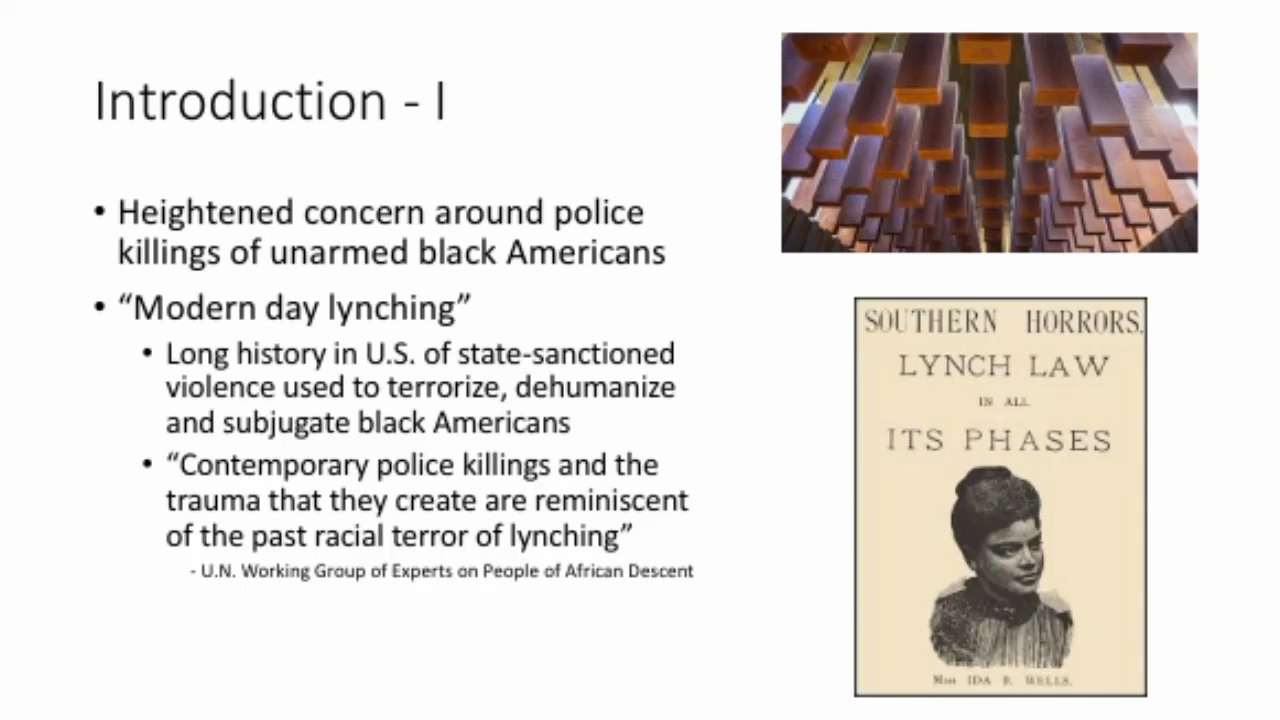 Introduction - I
• Heightened concern around police
killings of unarmed black Americans
• “Modern day lynching”
• Long history in U.S. of state-sanctioned
violence used to terrorize, dehumanize
and subjugate black Americans
• “Contemporary police killings and the
trauma that they create are reminiscent
of the past racial terror of lynching”
- U.N. Working Group of Experts on People of African Descent
SOUTHERN HORRORS.
LYNCH LAW
IN ALL
ITS PHASES
Miss IDA B. WELLS.